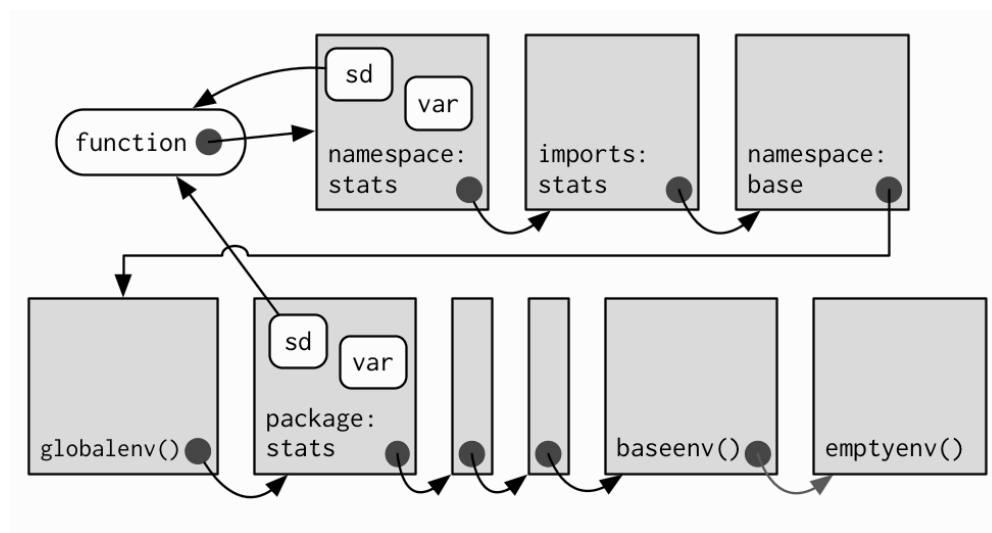 sd
var
function
namespace:
stats
imports:
stats
namespace:
base
sd
var
globalenv()
package:
stats
baseenv()
emptyenv()